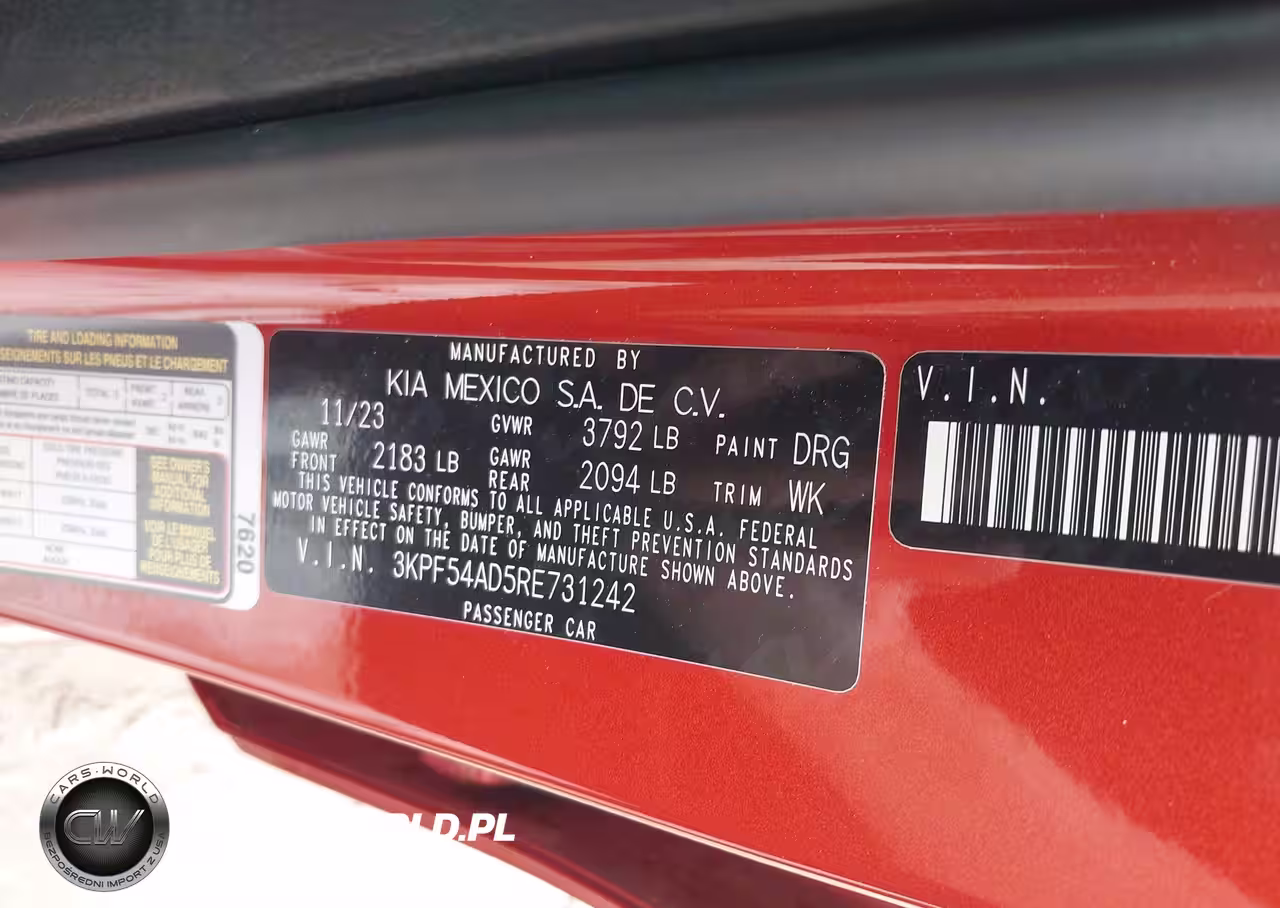 TIRE AND LOADING INFORMATION
SEIGNEMENTS SUR LES PNEUS ET LE CHARGEMENT
SEE OWNER'S
MANUAL FOR
ADDITIONAL
INFORMATION
VOIR LE MANUEL
DE L'USAGER
POUR PLUS DE
RENSEIGNEMENTS
7620
MANUFACTURED BY
KIA MEXICO S.A. DE C.V.
11/23 GVWR 3792 LB PAINT DRG
GAWR FRONT 2183 LB GAWR REAR 2094 LB TRIM WK
THIS VEHICLE CONFORMS TO ALL APPLICABLE U.S.A. FEDERAL
MOTOR VEHICLE SAFETY, BUMPER, AND THEFT PREVENTION STANDARDS
IN EFFECT ON THE DATE OF MANUFACTURE SHOWN ABOVE.
V.I.N. 3KPF54AD5RE731242
PASSENGER CAR
V.I.N.
CARS-WORLD
CW
BEZPOŚREDNI IMPORT Z USA
LD.PL